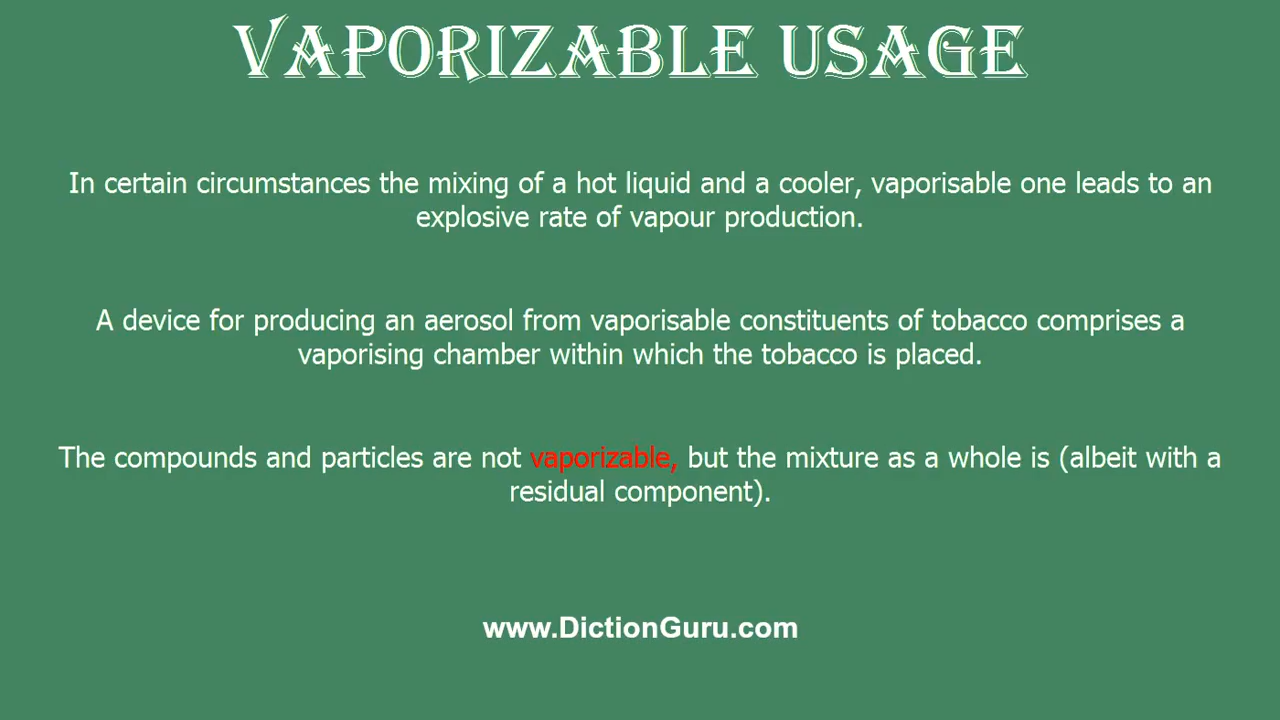 VAPORIZABLE USAGE
In certain circumstances the mixing of a hot liquid and a cooler, vaporisable one leads to an
explosive rate of vapour production.
A device for producing an aerosol from vaporisable constituents of tobacco comprises a
vaporising chamber within which the tobacco is placed.
The compounds and particles are not vaporizable, but the mixture as a whole is (albeit with a
residual component).
www.DictionGuru.com